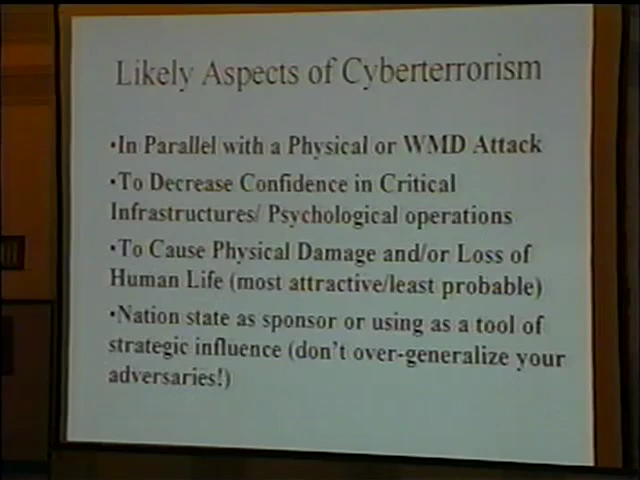 Likely Aspects of Cyberterrorism
•In Parallel with a Physical or WMD Attack
•To Decrease Confidence in Critical
Infrastructures/ Psychological operations
•To Cause Physical Damage and/or Loss of
Human Life (most attractive/least probable)
•Nation state as sponsor or using as a tool of
strategic influence (don't over-generalize your
adversaries!)